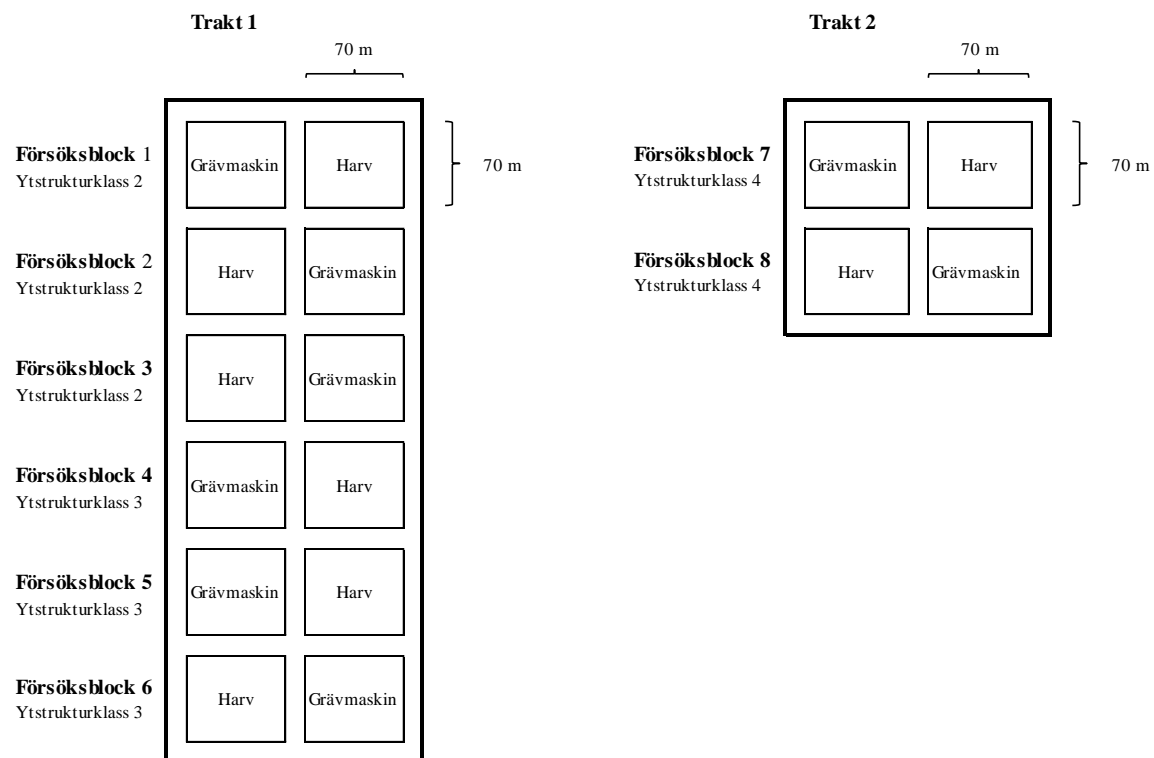 Trakt 1
70 m
Försöksblock 1
Ytstrukturklass 2
Grävmaskin
Harv
70 m
Försöksblock 2
Ytstrukturklass 2
Harv
Grävmaskin
Försöksblock 3
Ytstrukturklass 2
Harv
Grävmaskin
Försöksblock 4
Ytstrukturklass 3
Grävmaskin
Harv
Försöksblock 5
Ytstrukturklass 3
Grävmaskin
Harv
Försöksblock 6
Ytstrukturklass 3
Harv
Grävmaskin
Trakt 2
70 m
Försöksblock 7
Ytstrukturklass 4
Grävmaskin
Harv
70 m
Försöksblock 8
Ytstrukturklass 4
Harv
Grävmaskin